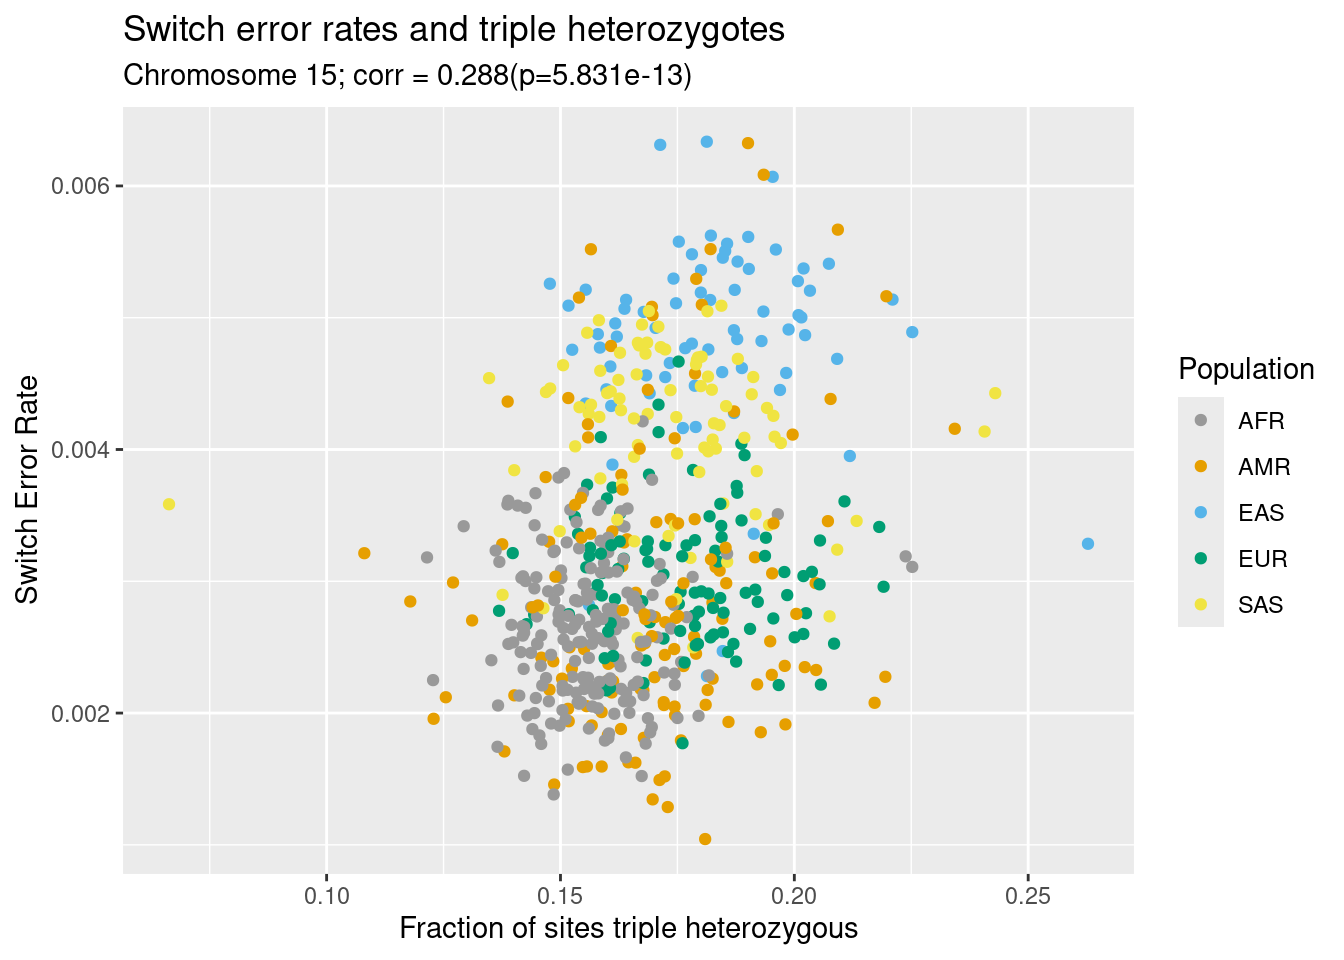 Switch error rates and triple heterozygotes
Chromosome 15; corr = 0.288(p=5.831e-13)
Switch Error Rate
0.006
0.004
0.002
0.10
0.15
0.20
0.25
Fraction of sites triple heterozygous
Population
AFR
AMR
EAS
EUR
SAS